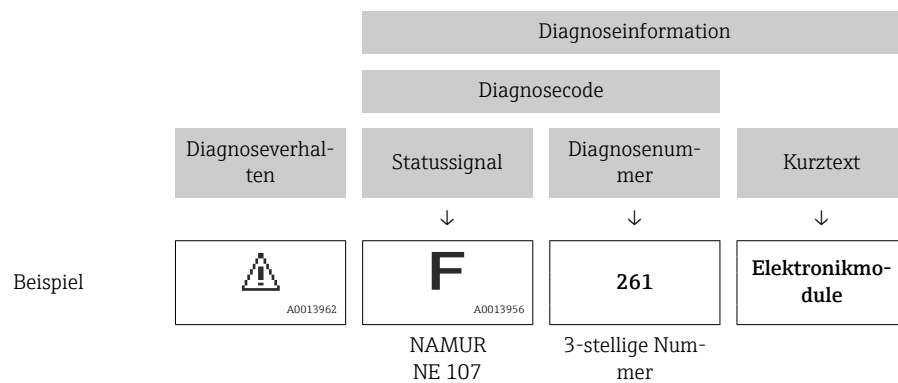 Diagnoseinformation
Diagnosecode
Diagnoseverhal-
ten
Statussignal
Diagnosenum-
mer
Kurztext
↓ ↓ ↓
Beispiel
A0013962
F
A0013956
261
Elektronikmo-
dule
NAMUR
NE 107
3-stellige Num-
mer